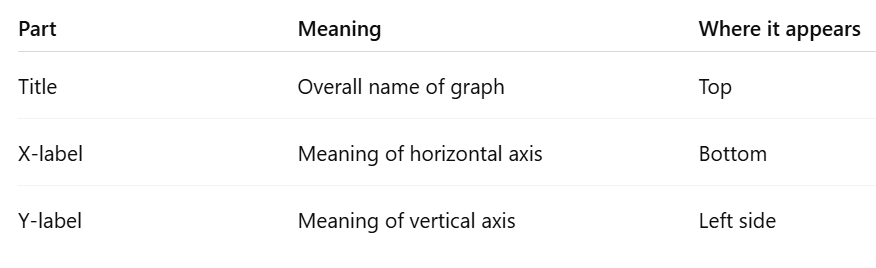 Part Meaning Where it appears
Title Overall name of graph Top
X-label Meaning of horizontal axis Bottom
Y-label Meaning of vertical axis Left side